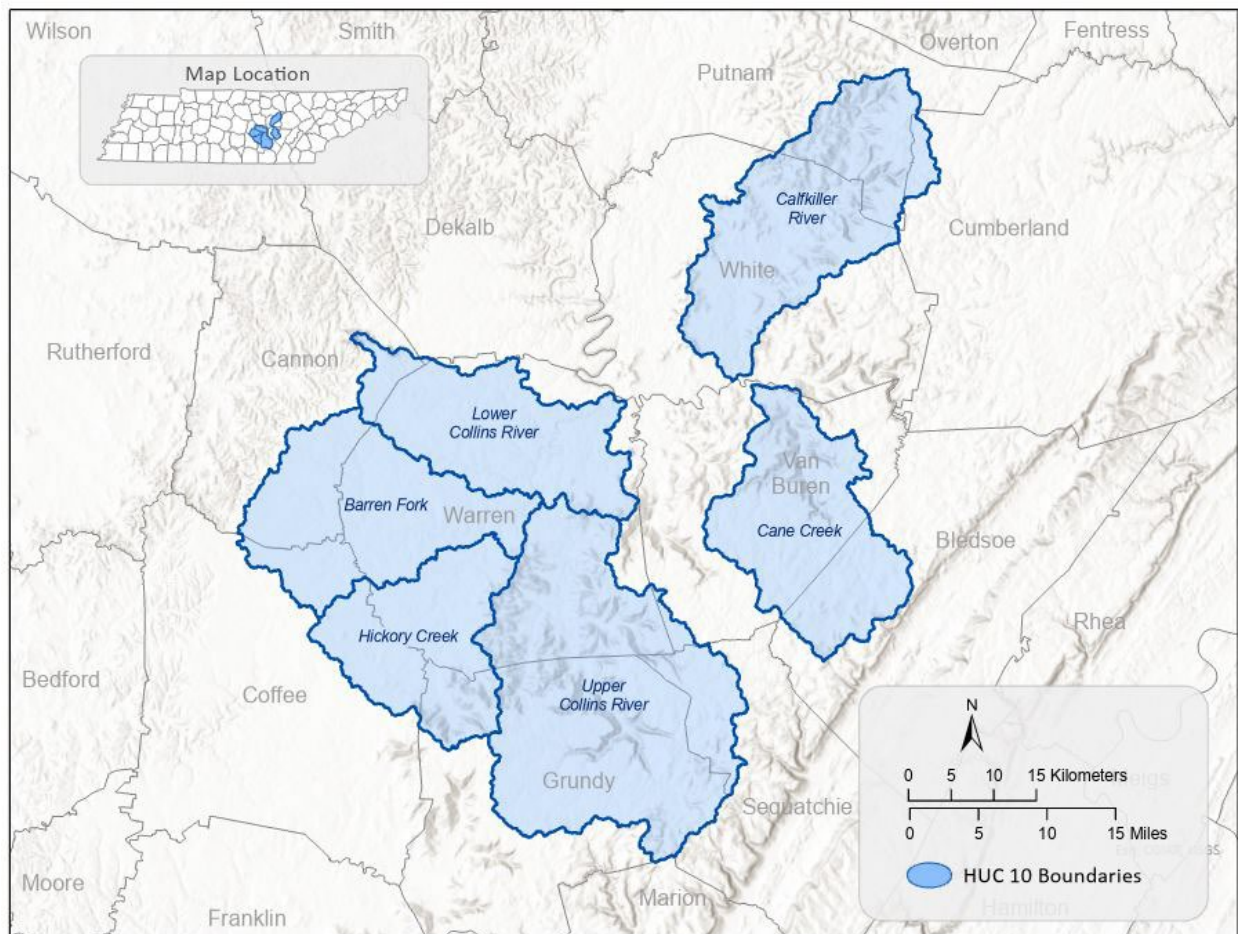 Wilson
Smith
Overton
Fentress
Putnam
Map Location
Calfkiller
River
Dekalb
Cumberland
White
Rutherford
Cannon
Lower
Collins River
Van
Buren
Barren Fork
Warren
Cane Creek
Bledsoe
Rhea
Hickory Creek
Bedford
Coffee
Upper
Collins River
Grundy
Sequatchie
N
0 5 10 15 Kilometers
0 5 10 15 Miles
HUC 10 Boundaries
Moore
Marion
Franklin
Hamilton